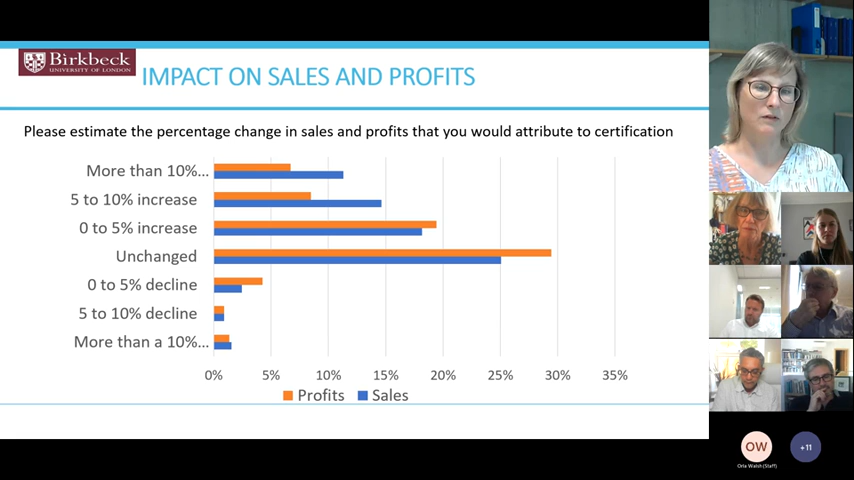 Birkbeck
UNIVERSITY OF LONDON
IMPACT ON SALES AND PROFITS
Please estimate the percentage change in sales and profits that you would attribute to certification
More than 10%...
5 to 10% increase
0 to 5% increase
Unchanged
0 to 5% decline
5 to 10% decline
More than a 10%...
0% 5% 10% 15% 20% 25% 30% 35%
Profits Sales
OW
+11
Orla Walsh (Staff)